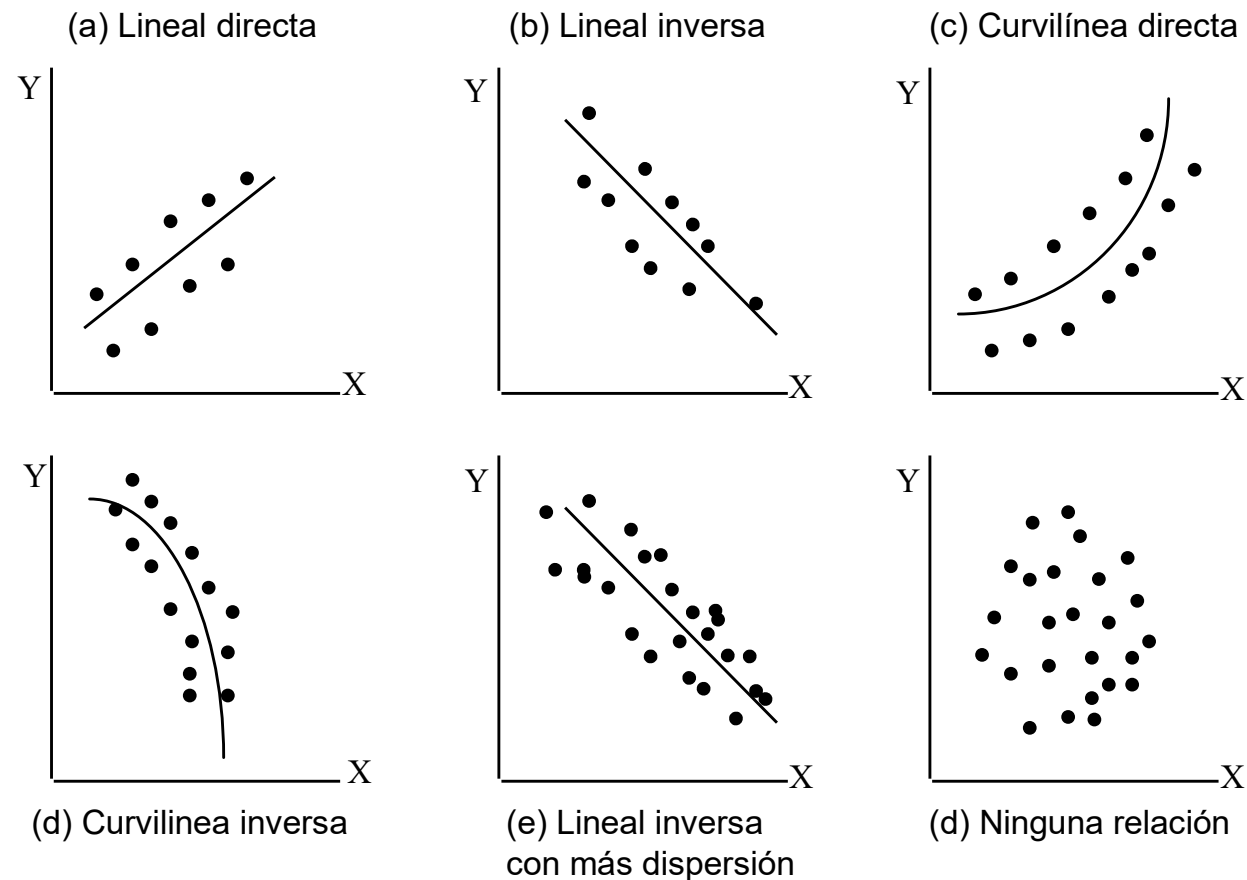 (a) Lineal directa
(b) Lineal inversa
(c) Curvilínea directa
Y
X
Y
X
Y
X
Y
X
Y
X
Y
X
(d) Curvilinea inversa
(e) Lineal inversa
con más dispersión
(d) Ninguna relación